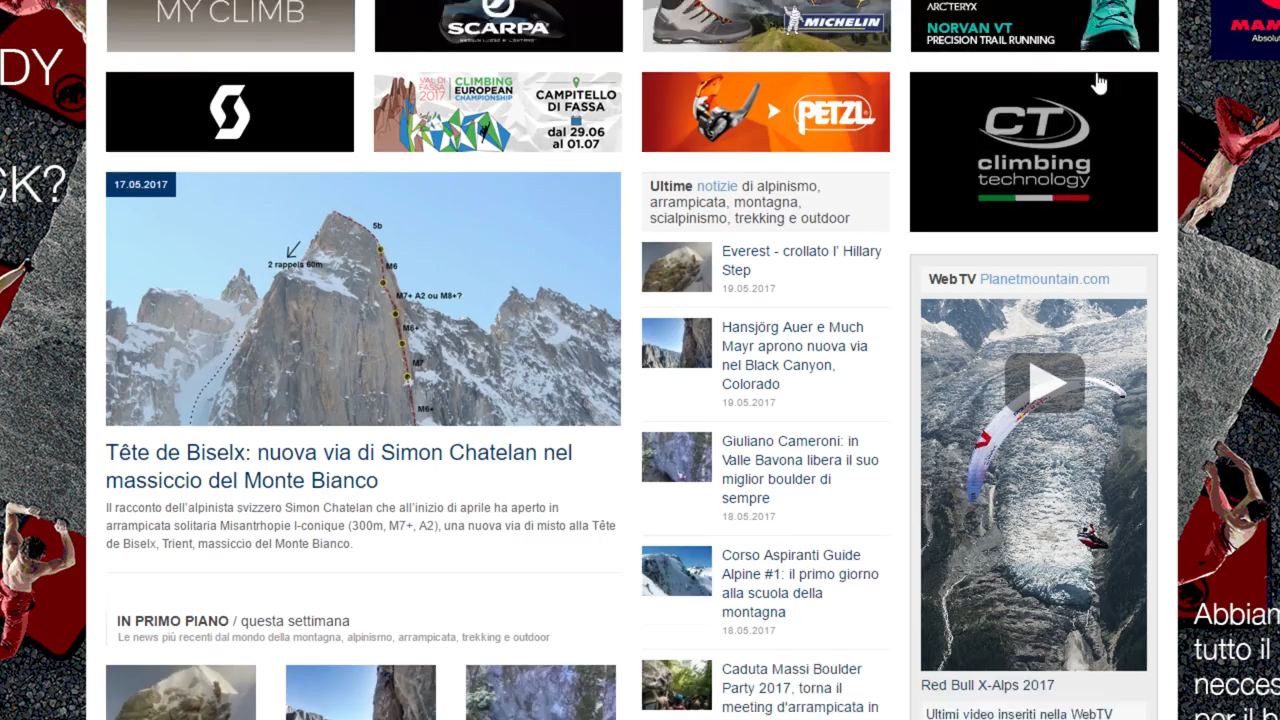 MY CLIMB
SCARPA
MICHELIN
ARC'TERYX
NORVAN VT
PRECISION TRAIL RUNNING
DY
CK?
VAL DI
FASSA
2017
CLIMBING
EUROPEAN
CHAMPIONSHIP
CAMPITELLO
DI FASSA
dal 29.06
al 01.07
PETZL
CT
climbing
technology
17.05.2017
5b
2 rappels 60m
M6
M7+ A2 ou M8+?
M6+
M7
M6+
Tête de Biselx: nuova via di Simon Chatelan nel
massiccio del Monte Bianco
Il racconto dell'alpinista svizzero Simon Chatelan che all'inizio di aprile ha aperto in
arrampicata solitaria Misantrhopie I-conique (300m, M7+, A2), una nuova via di misto alla Tête
de Biselx, Trient, massiccio del Monte Bianco.
IN PRIMO PIANO / questa settimana
Le news più recenti dal mondo della montagna, alpinismo, arrampicata, trekking e outdoor
Ultime notizie di alpinismo,
arrampicata, montagna,
scialpinismo, trekking e outdoor
Everest - crollato l' Hillary
Step
19.05.2017
Hansjörg Auer e Much
Mayr aprono nuova via
nel Black Canyon,
Colorado
19.05.2017
Giuliano Cameroni: in
Valle Bavona libera il suo
miglior boulder di
sempre
18.05.2017
Corso Aspiranti Guide
Alpine #1: il primo giorno
alla scuola della
montagna
18.05.2017
Caduta Massi Boulder
Party 2017, torna il
meeting d'arrampicata in
WebTV Planetmountain.com
Red Bull X-Alps 2017
Ultimi video inseriti nella WebTV
MAM
Absolu
Abbiam
tutto il
necces